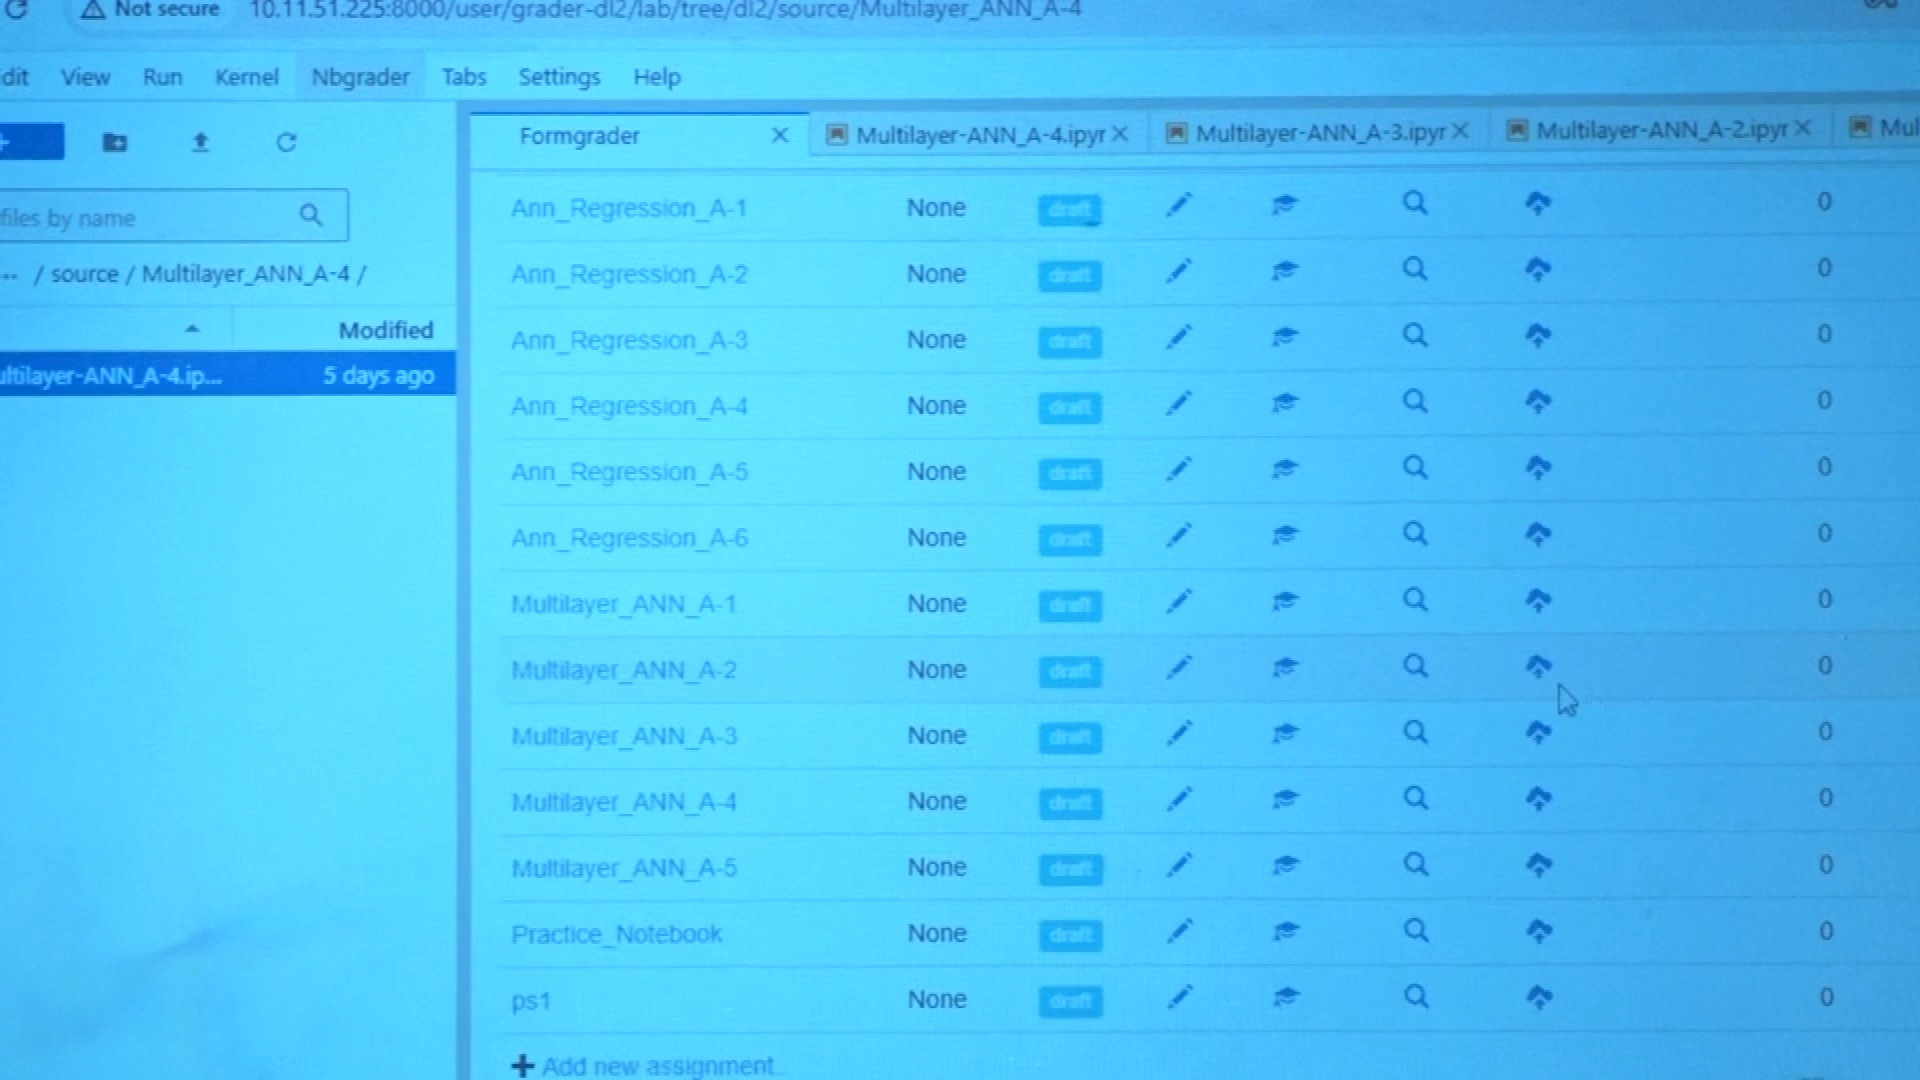 Not secure 10.11.51.225:8000/user/grader-dl2/lab/tree/dl2/source/Multilayer_ANN_A-4
dit View Run Kernel Nbgrader Tabs Settings Help
Formgrader Multilayer-ANN_A-4.ipyr Multilayer-ANN_A-3.ipyr Multilayer-ANN_A-2.ipyr Mul
files by name
/ source / Multilayer_ANN_A-4 /
Modified
ultilayer-ANN_A-4.ip... 5 days ago
Ann_Regression_A-1 None draft 0
Ann_Regression_A-2 None draft 0
Ann_Regression_A-3 None draft 0
Ann_Regression_A-4 None draft 0
Ann_Regression_A-5 None draft 0
Ann_Regression_A-6 None draft 0
Multilayer_ANN_A-1 None draft 0
Multilayer_ANN_A-2 None draft 0
Multilayer_ANN_A-3 None draft 0
Multilayer_ANN_A-4 None draft 0
Multilayer_ANN_A-5 None draft 0
Practice_Notebook None draft 0
ps1 None draft 0
+ Add new assignment...